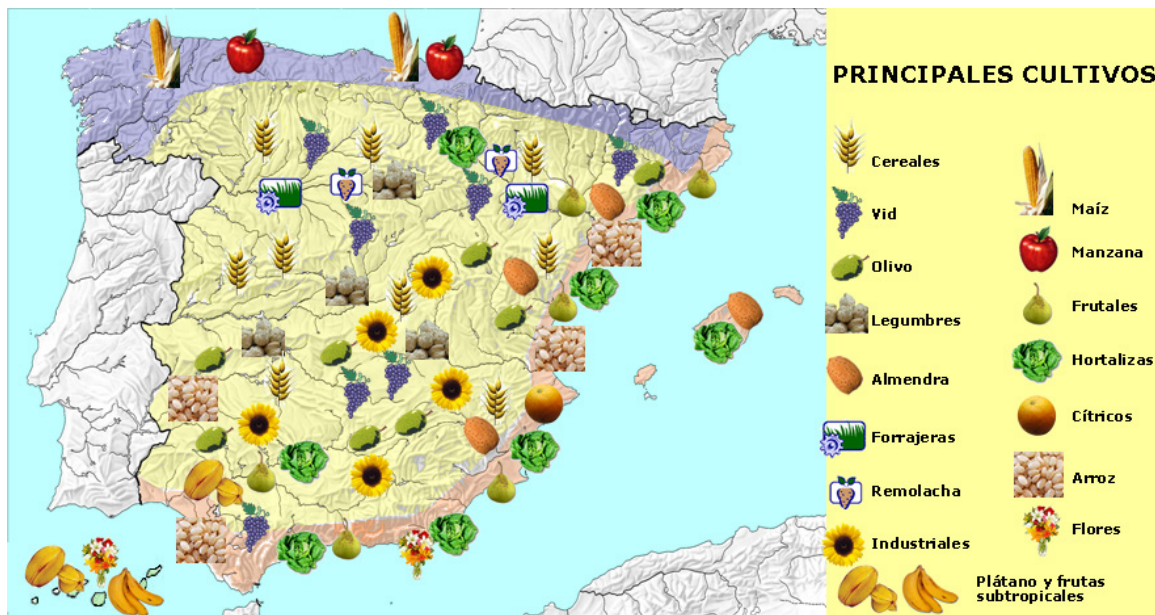 PRINCIPALES CULTIVOS
Cereales
Vid
Olivo
Legumbres
Almendra
Forrajeras
Remolacha
Industriales
Maíz
Manzana
Frutales
Hortalizas
Cítricos
Arroz
Flores
Plátano y frutas
subtropicales